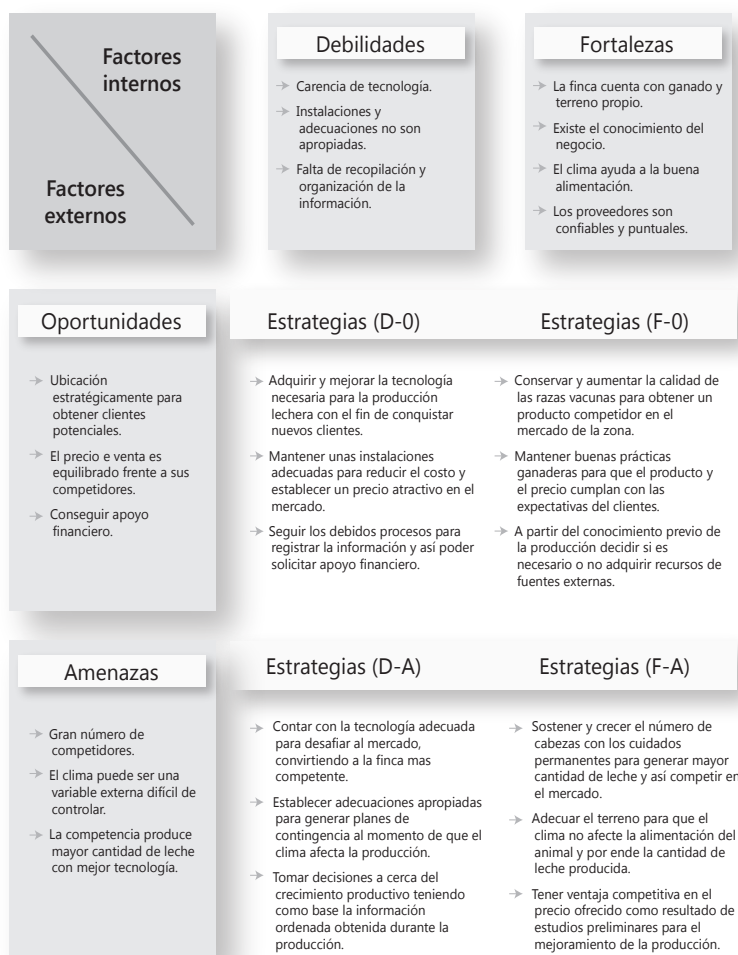 Factores
internos
Factores
externos
Debilidades
Carencia de tecnología.
Instalaciones y
adecuaciones no son
apropiadas.
Falta de recopilación y
organización de la
información.
Fortalezas
La finca cuenta con ganado y
terreno propio.
Existe el conocimiento del
negocio.
El clima ayuda a la buena
alimentación.
Los proveedores son
confiables y puntuales.
Oportunidades
Ubicación
estratégicamente para
obtener clientes
potenciales.
El precio e venta es
equilibrado frente a sus
competidores.
Conseguir apoyo
financiero.
Estrategias (D-0)
Adquirir y mejorar la tecnología
necesaria para la producción
lechera con el fin de conquistar
nuevos clientes.
Mantener unas instalaciones
adecuadas para reducir el costo y
establecer un precio atractivo en el
mercado.
Seguir los debidos procesos para
registrar la información y así poder
solicitar apoyo financiero.
Estrategias (F-0)
Conservar y aumentar la calidad de
las razas vacunas para obtener un
producto competidor en el
mercado de la zona.
Mantener buenas prácticas
ganaderas para que el producto y
el precio cumplan con las
expectativas del clientes.
A partir del conocimiento previo de
la producción decidir si es
necesario o no adquirir recursos de
fuentes externas.
Amenazas
Gran número de
competidores.
El clima puede ser una
variable externa difícil de
controlar.
La competencia produce
mayor cantidad de leche
con mejor tecnología.
Estrategias (D-A)
Contar con la tecnología adecuada
para desafiar al mercado,
convirtiendo a la finca mas
competente.
Establecer adecuaciones apropiadas
para generar planes de
contingencia al momento de que el
clima afecta la producción.
Tomar decisiones a cerca del
crecimiento productivo teniendo
como base la información
ordenada obtenida durante la
producción.
Estrategias (F-A)
Sostener y crecer el número de
cabezas con los cuidados
permanentes para generar mayor
cantidad de leche y así competir en
el mercado.
Adecuar el terreno para que el
clima no afecte la alimentación del
animal y por ende la cantidad de
leche producida.
Tener ventaja competitiva en el
precio ofrecido como resultado de
estudios preliminares para el
mejoramiento de la producción.